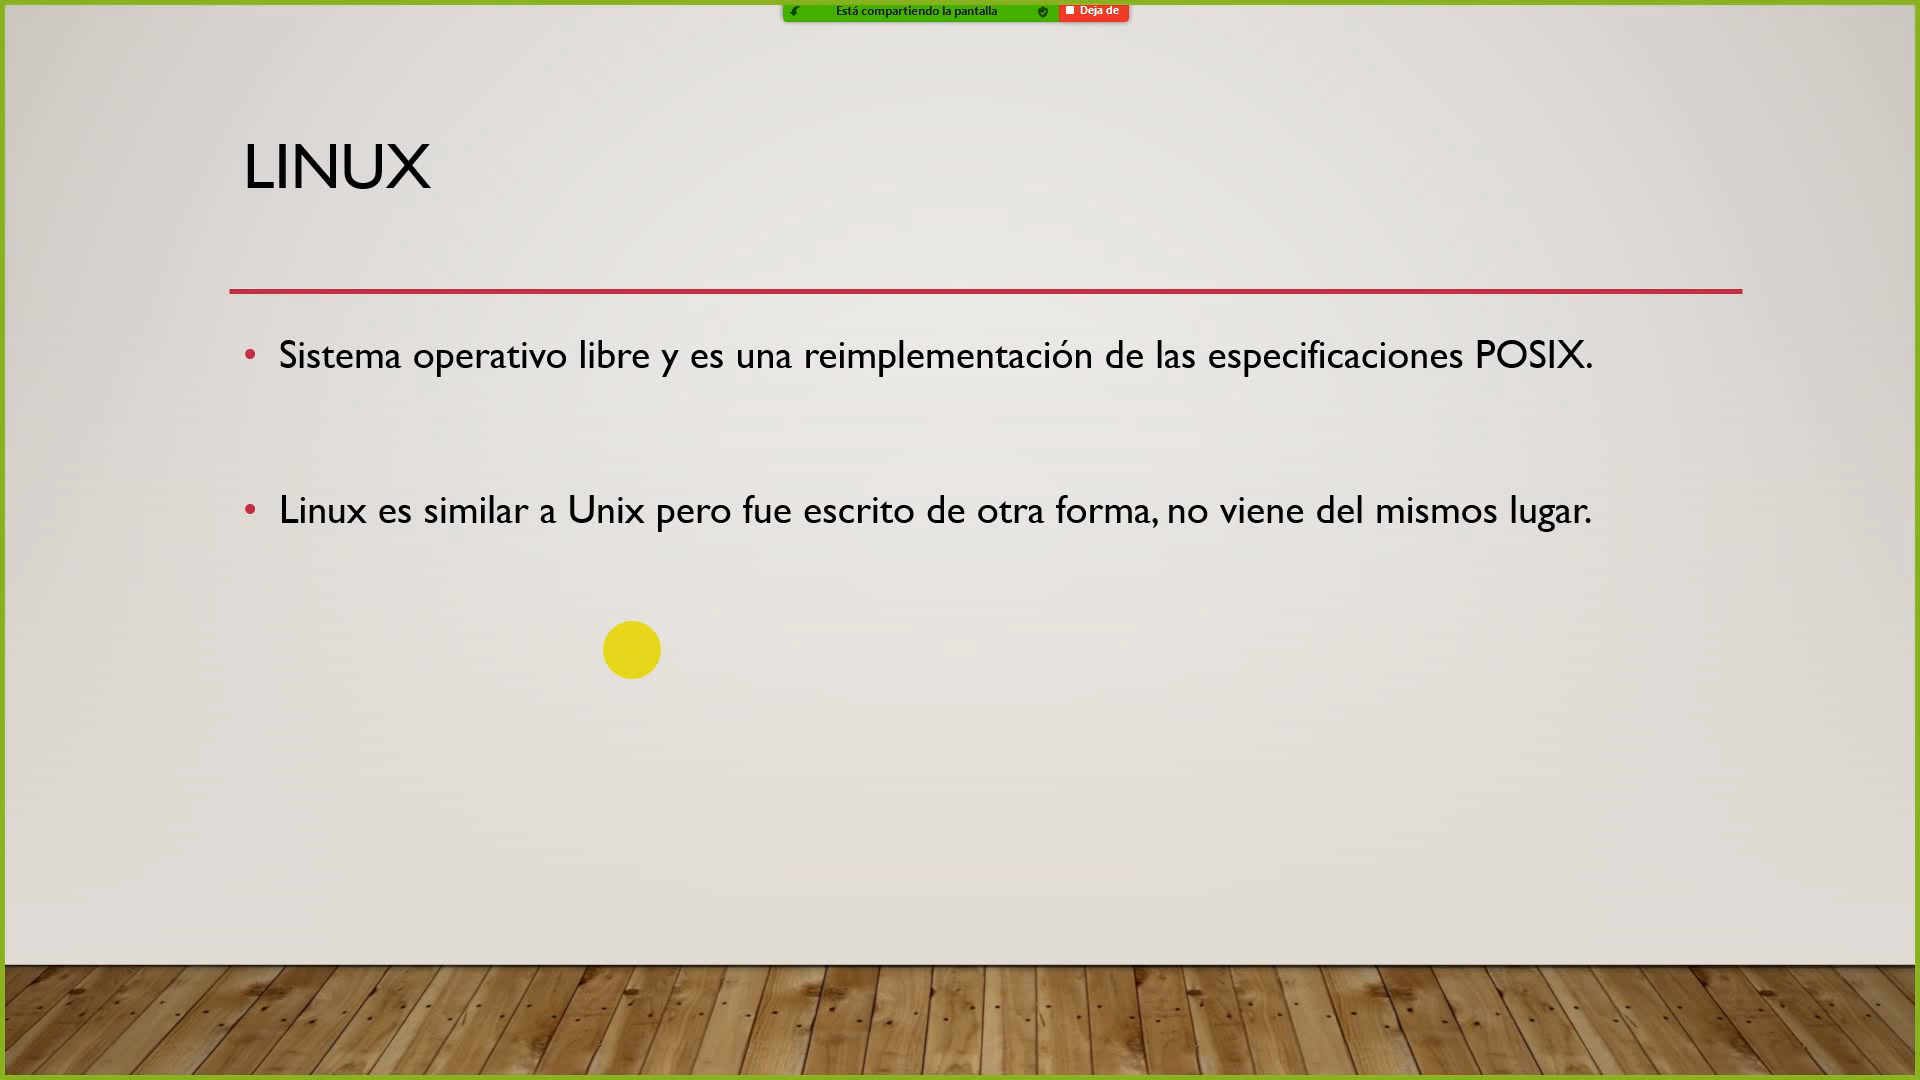 Está compartiendo la pantalla
Deja de
LINUX
• Sistema operativo libre y es una reimplementación de las especificaciones POSIX.
• Linux es similar a Unix pero fue escrito de otra forma, no viene del mismos lugar.